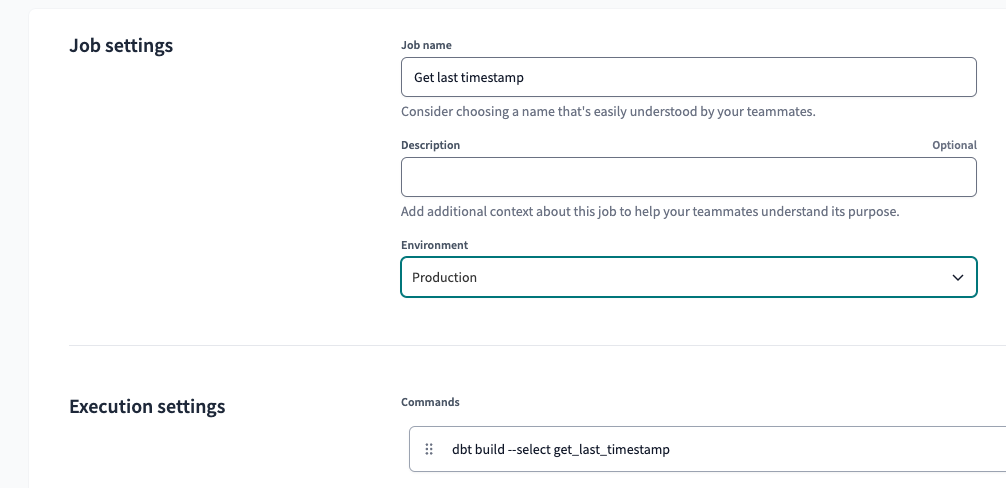 Job settings
Job name
Get last timestamp
Consider choosing a name that's easily understood by your teammates.
Description Optional
Add additional context about this job to help your teammates understand its purpose.
Environment
Production
Execution settings
Commands
dbt build --select get_last_timestamp